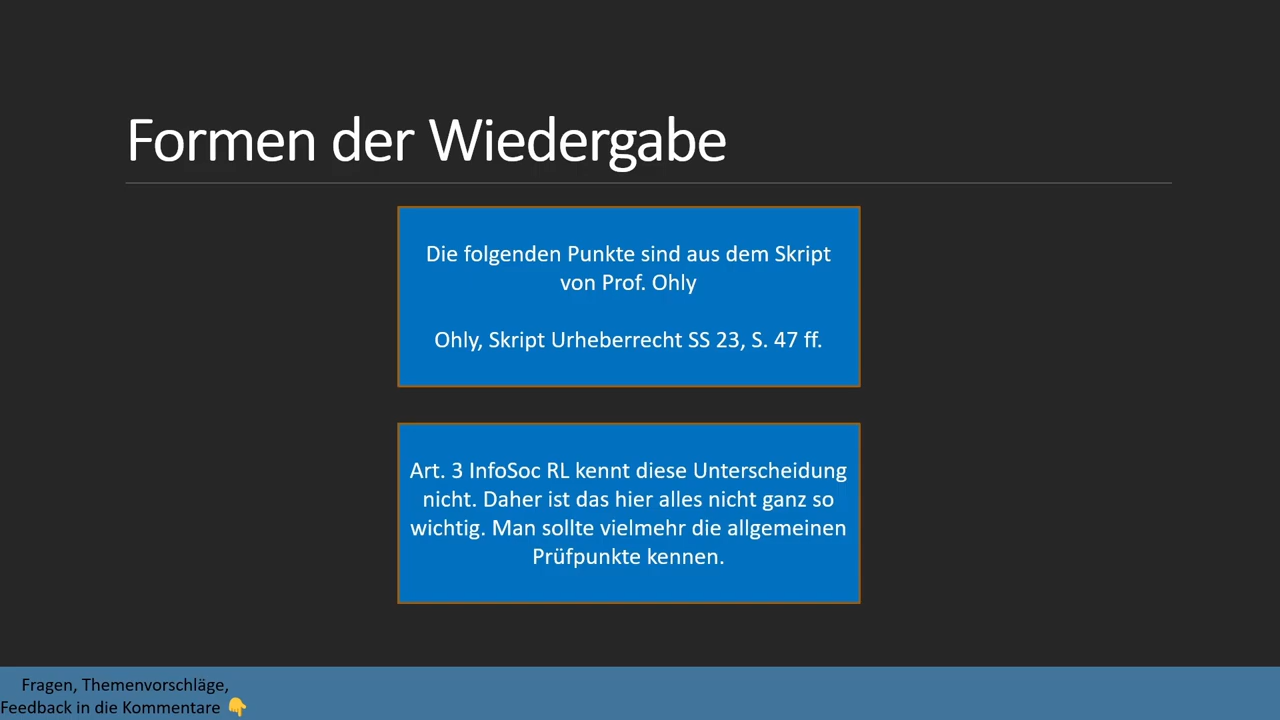 Formen der Wiedergabe
Die folgenden Punkte sind aus dem Skript
von Prof. Ohly
Ohly, Skript Urheberrecht SS 23, S. 47 ff.
Art. 3 InfoSoc RL kennt diese Unterscheidung
nicht. Daher ist das hier alles nicht ganz so
wichtig. Man sollte vielmehr die allgemeinen
Prüfpunkte kennen.
Fragen, Themenvorschläge,
Feedback in die Kommentare 👇